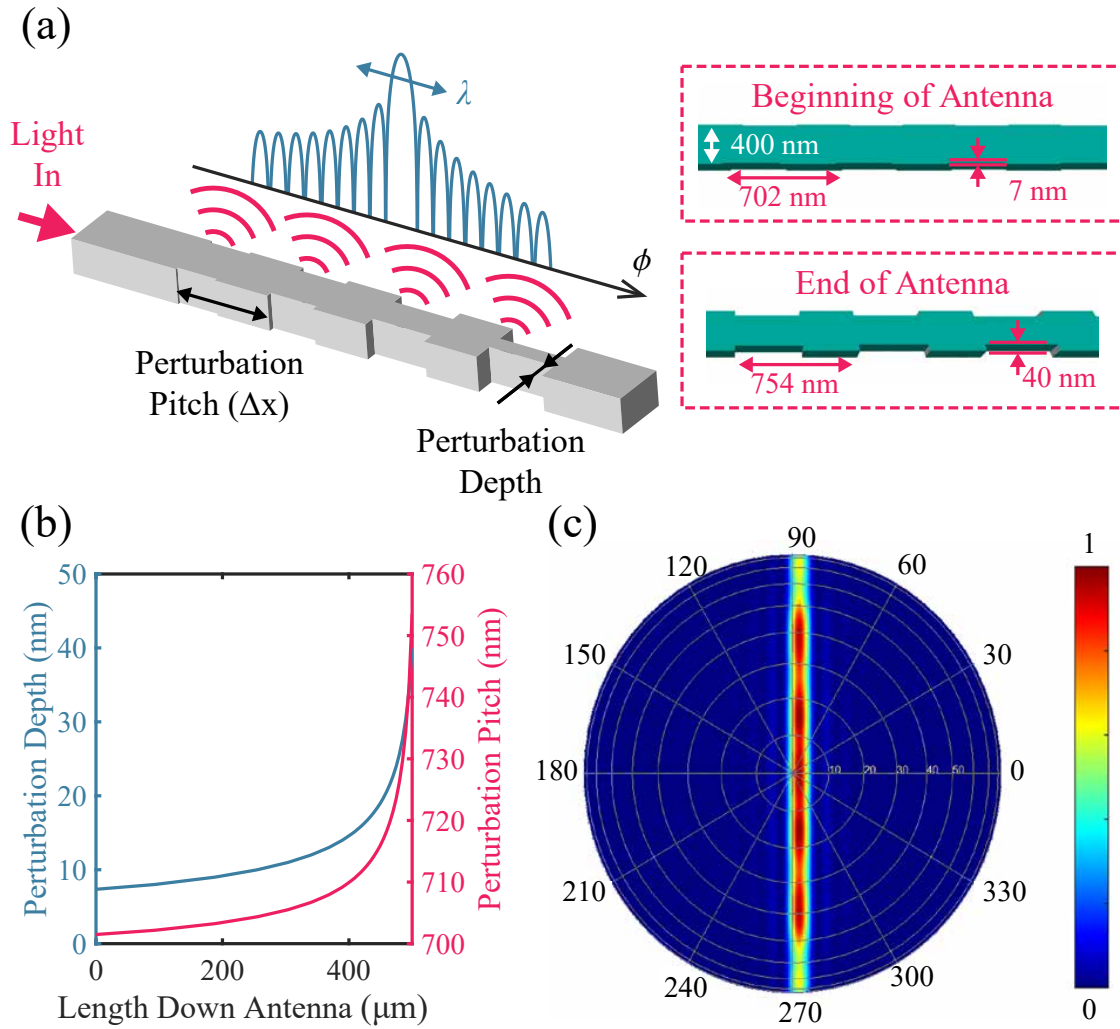 (a)
λ
Light
In
ϕ
Perturbation
Pitch (Δx)
Perturbation
Depth
Beginning of Antenna
400 nm
702 nm
7 nm
End of Antenna
754 nm
40 nm
(b)
50
40
30
20
10
0
Perturbation Depth (nm)
760
750
740
730
720
710
700
Perturbation Pitch (nm)
0
200
400
Length Down Antenna (μm)
(c)
90
60
30
0
330
300
270
240
210
180
150
120
10
20
30
40
50
1
0